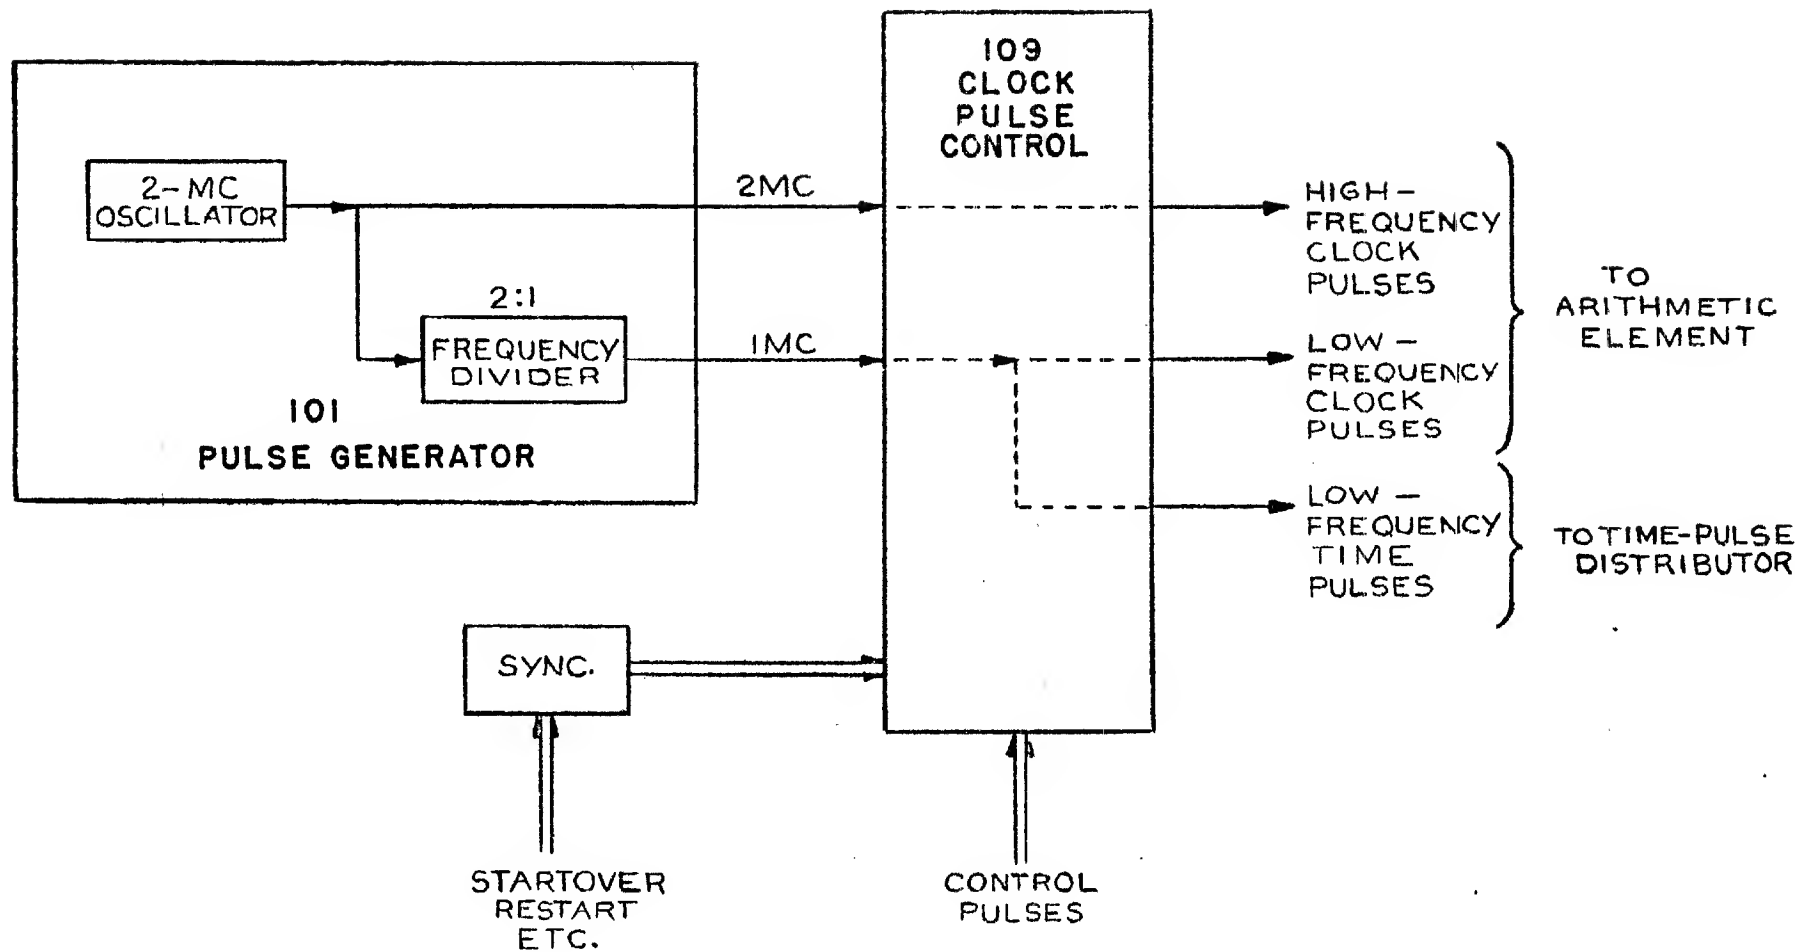 109
CLOCK
PULSE
CONTROL
2-MC
OSCILLATOR
2MC
2:1
FREQUENCY
DIVIDER
1MC
101
PULSE GENERATOR
HIGH-
FREQUENCY
CLOCK
PULSES
LOW-
FREQUENCY
CLOCK
PULSES
TO
ARITHMETIC
ELEMENT
LOW-
FREQUENCY
TIME
PULSES
TO TIME-PULSE
DISTRIBUTOR
SYNC.
STARTOVER
RESTART
ETC.
CONTROL
PULSES